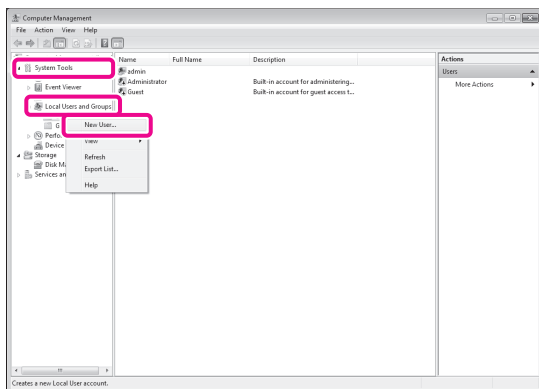 Computer Management
File Action View Help
System Tools
Event Viewer
Local Users and Groups
G
Perfo
Device
Storage
Disk M
Services an
New User...
View
Refresh
Export List...
Help
Name Full Name Description
admin
Administrator Built-in account for administering...
Guest Built-in account for guest access t...
Actions
Users
More Actions
Creates a new Local User account.